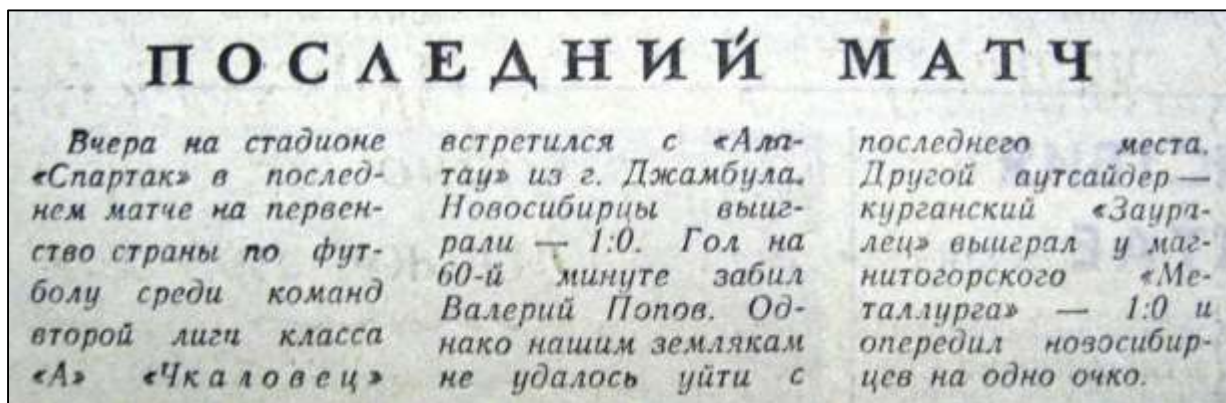 ПОСЛЕДНИЙ МАТЧ
Вчера на стадионе
«Спартак» в послед-
нем матче на первен-
ство страны по фут-
болу среди команд
второй лиги класса
«А» «Чкаловец»
встретился с «Ала-
тау» из г. Джамбула.
Новосибирцы выиг-
рали — 1:0. Гол на
60-й минуте забил
Валерий Попов. Од-
нако нашим землякам
не удалось уйти с
последнего места.
Другой аутсайдер —
курганский «Заура-
лец» выиграл у маг-
нитогорского «Ме-
таллурга» — 1:0 и
опередил новосибир-
цев на одно очко.